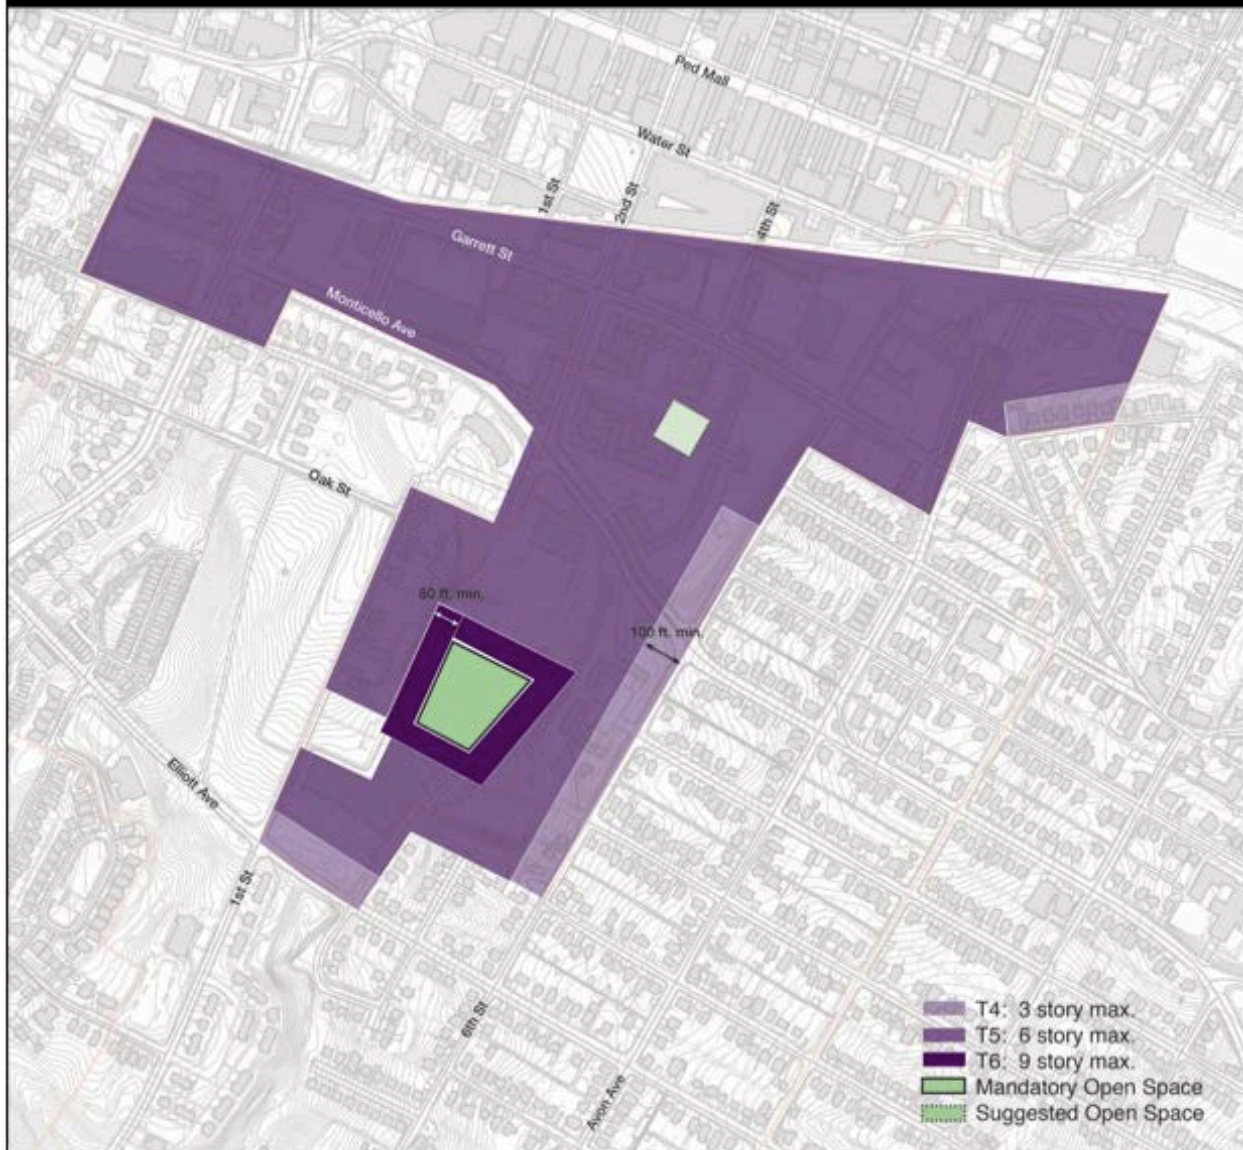 Ped Mall
Water St
1st St
2nd St
4th St
Garrett St
Monticello Ave
Oak St
80 ft. min.
100 ft. min.
Elliott Ave
1st St
6th St
Avon Ave
T4: 3 story max.
T5: 6 story max.
T6: 9 story max.
Mandatory Open Space
Suggested Open Space